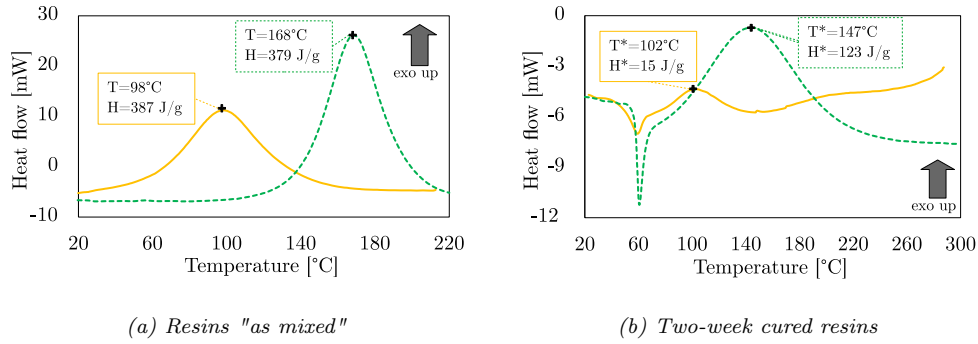 30
20
10
0
-10
Heat flow [mW]
T=168°C
H=379 J/g
T=98°C
H=387 J/g
exo up
20 60 100 140 180 220
Temperature [°C]
(a) Resins "as mixed"
0
-3
-6
-9
-12
Heat flow [mW]
T*=102°C
H*=15 J/g
T*=147°C
H*=123 J/g
exo up
20 60 100 140 180 220 260 300
Temperature [°C]
(b) Two-week cured resins